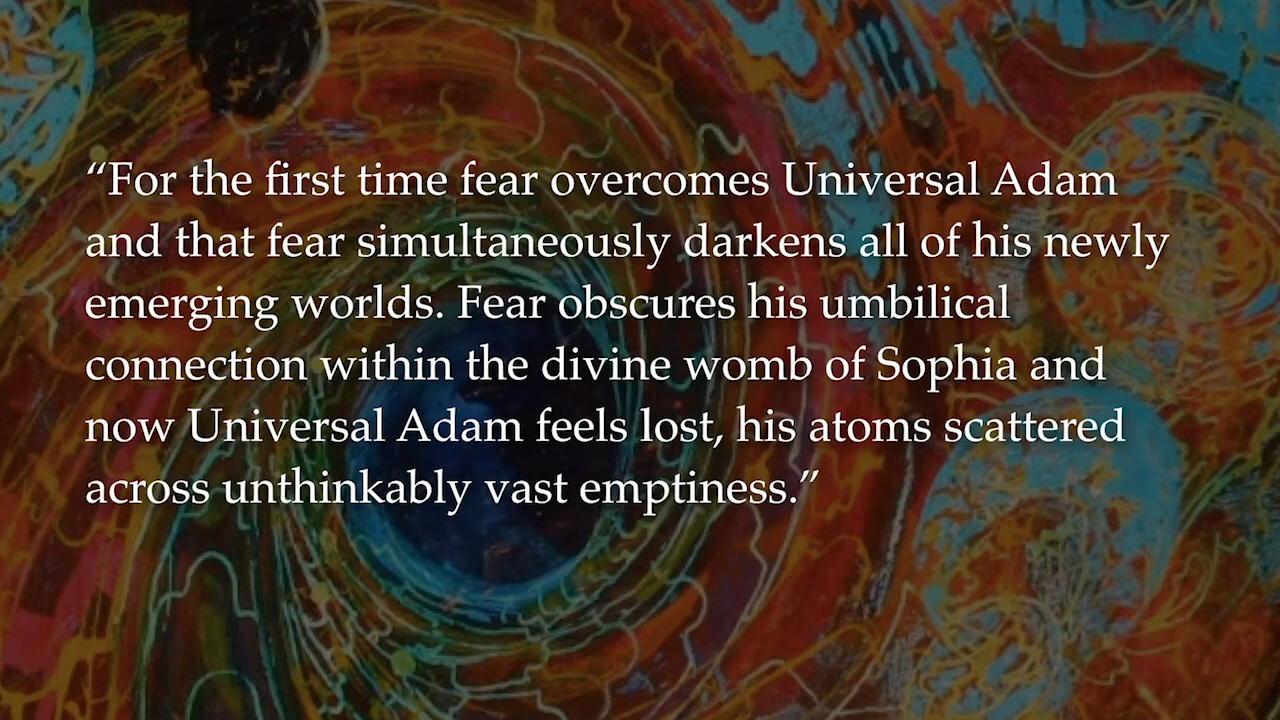 “For the first time fear overcomes Universal Adam
and that fear simultaneously darkens all of his newly
emerging worlds. Fear obscures his umbilical
connection within the divine womb of Sophia and
now Universal Adam feels lost, his atoms scattered
across unthinkably vast emptiness.”